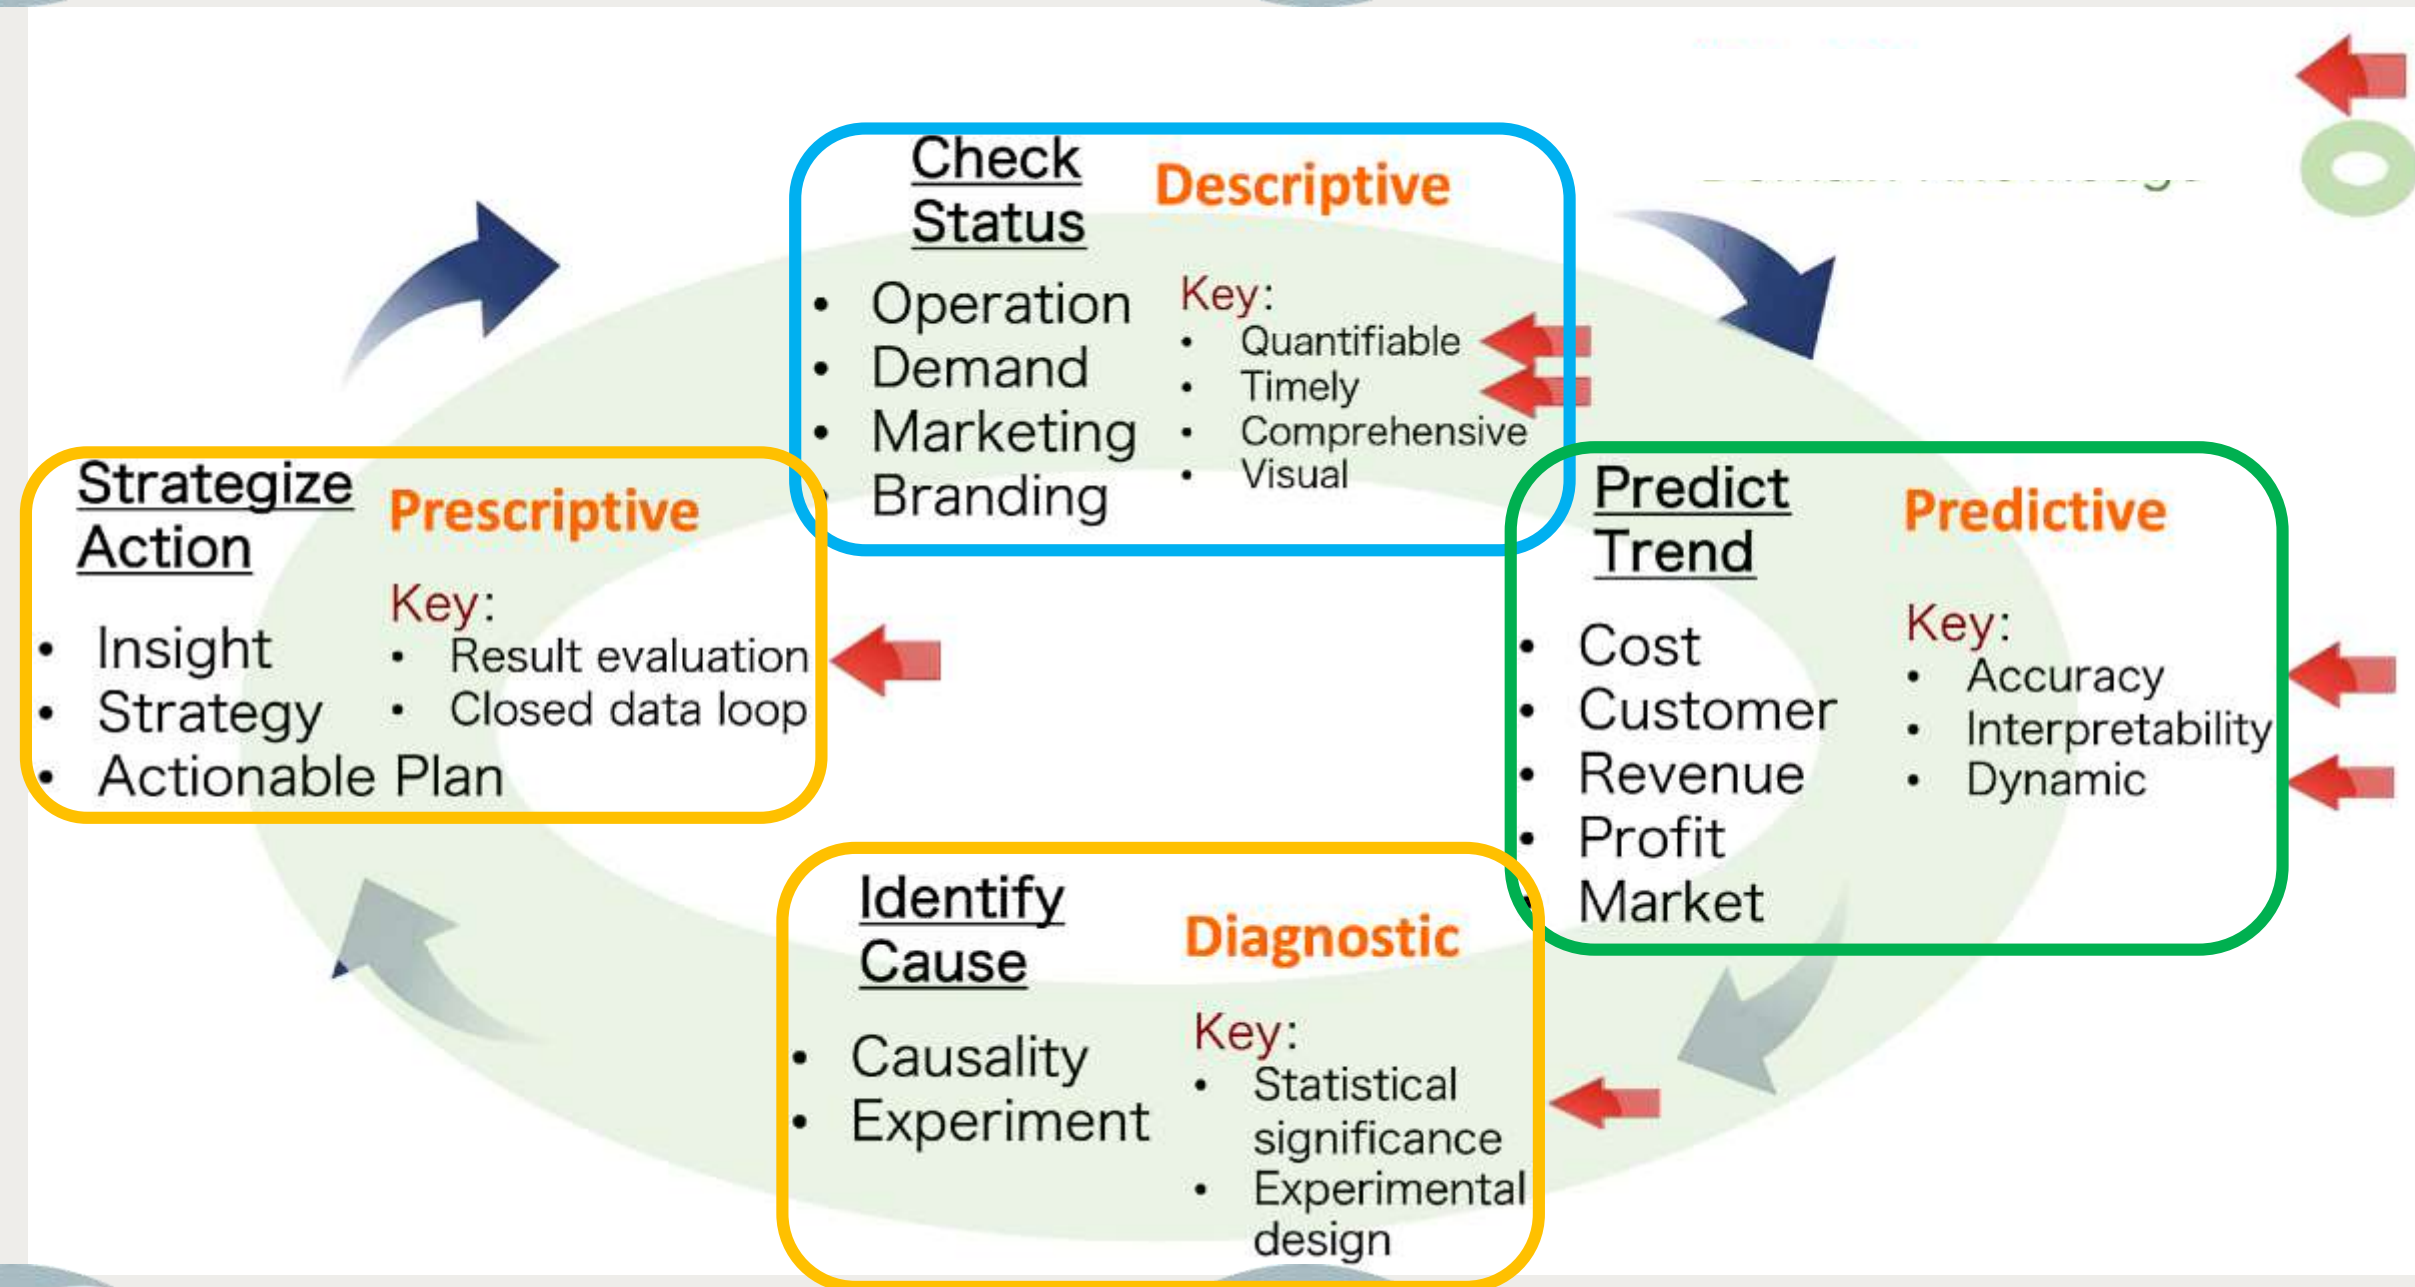 Check
Status
Descriptive
• Operation
• Demand
• Marketing
• Branding
Key:
• Quantifiable
• Timely
• Comprehensive
• Visual
Predict
Trend
Predictive
• Cost
• Customer
• Revenue
• Profit
• Market
Key:
• Accuracy
• Interpretability
• Dynamic
Identify
Cause
Diagnostic
• Causality
• Experiment
Key:
• Statistical
significance
• Experimental
design
Strategize
Action
Prescriptive
• Insight
• Strategy
• Actionable Plan
Key:
• Result evaluation
• Closed data loop